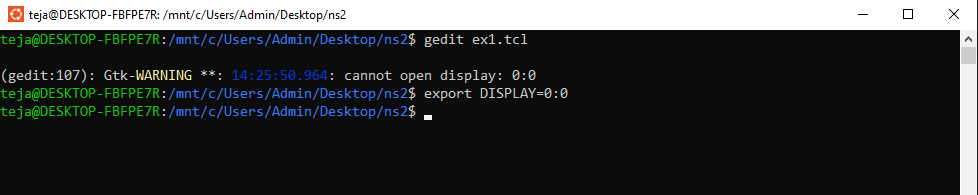 teja@DESKTOP-FBFPE7R: /mnt/c/Users/Admin/Desktop/ns2
teja@DESKTOP-FBFPE7R:/mnt/c/Users/Admin/Desktop/ns2$ gedit ex1.tcl
(gedit:107): Gtk-WARNING **: 14:25:50.964: cannot open display: 0:0
teja@DESKTOP-FBFPE7R:/mnt/c/Users/Admin/Desktop/ns2$ export DISPLAY=0:0
teja@DESKTOP-FBFPE7R:/mnt/c/Users/Admin/Desktop/ns2$